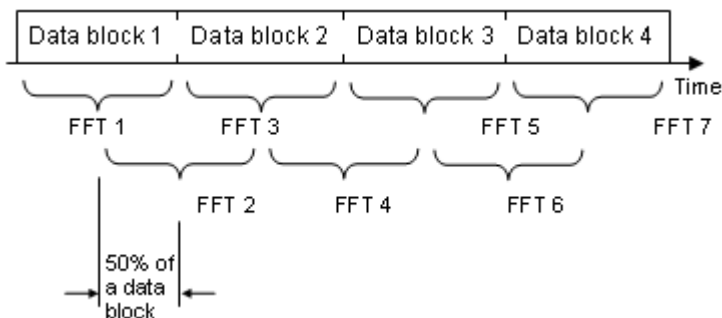 Data block 1 Data block 2 Data block 3 Data block 4
Time
FFT 1 FFT 3 FFT 5 FFT 7
FFT 2 FFT 4 FFT 6
50% of
a data
block